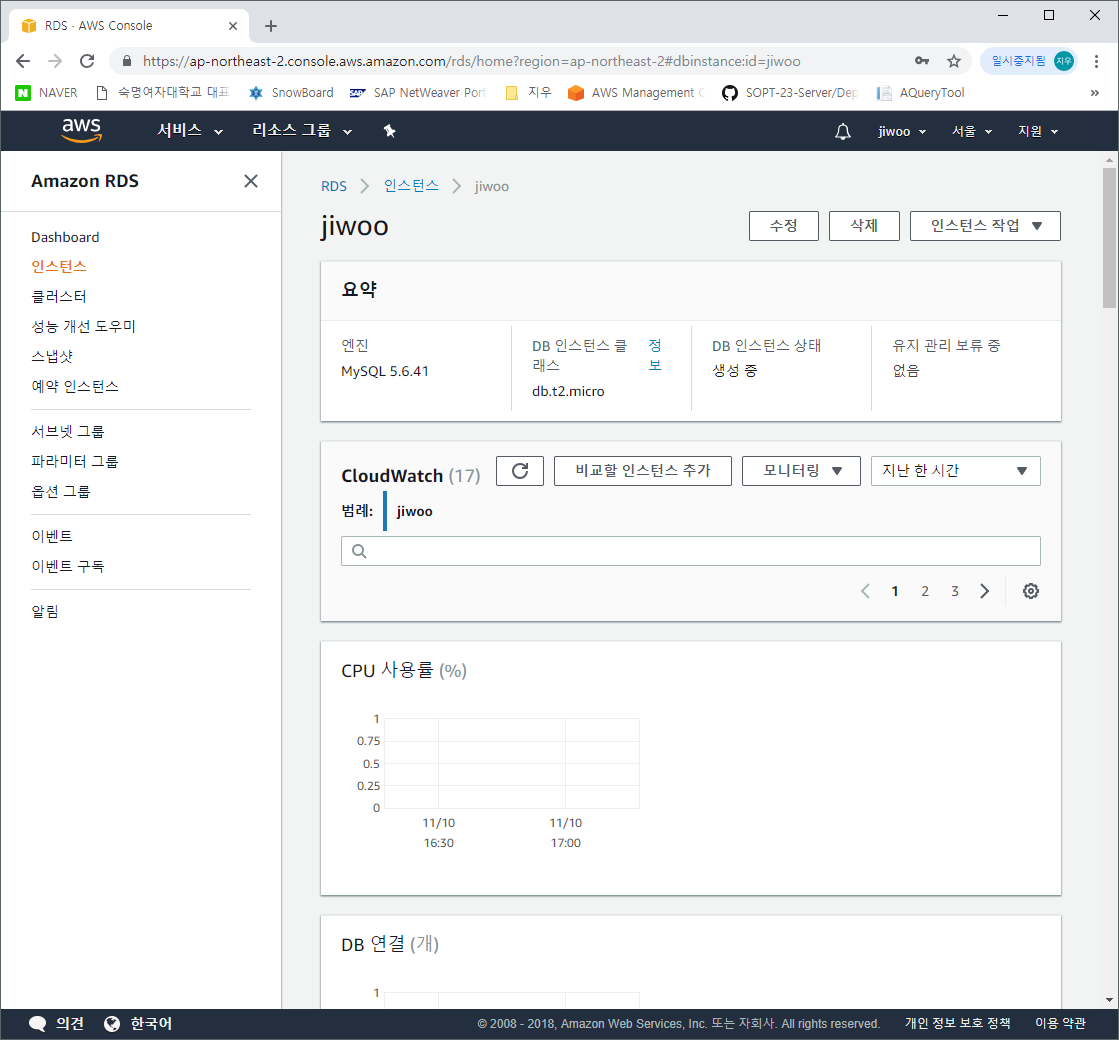 RDS · AWS Console
https://ap-northeast-2.console.aws.amazon.com/rds/home?region=ap-northeast-2#dbinstance:id=jiwoo
일시중지됨 지우
NAVER 숙명여자대학교 대표 SnowBoard SAP NetWeaver Port 지우 AWS Management SOPT-23-Server/Dep AQueryTool »
aws 서비스 리소스 그룹 jiwoo 서울 지원
Amazon RDS
Dashboard
인스턴스
클러스터
성능 개선 도우미
스냅샷
예약 인스턴스
서브넷 그룹
파라미터 그룹
옵션 그룹
이벤트
이벤트 구독
알림
RDS 인스턴스 jiwoo
jiwoo
수정 삭제 인스턴스 작업
요약
엔진
MySQL 5.6.41
DB 인스턴스 클
래스
정
보
db.t2.micro
DB 인스턴스 상태
생성 중
유지 관리 보류 중
없음
CloudWatch (17) 비교할 인스턴스 추가 모니터링 지난 한 시간
범례: jiwoo
1 2 3
CPU 사용률 (%)
1
0.75
0.5
0.25
0
11/10 11/10
16:30 17:00
DB 연결 (개)
1
의견 한국어 © 2008 - 2018, Amazon Web Services, Inc. 또는 자회사. All rights reserved. 개인 정보 보호 정책 이용 약관